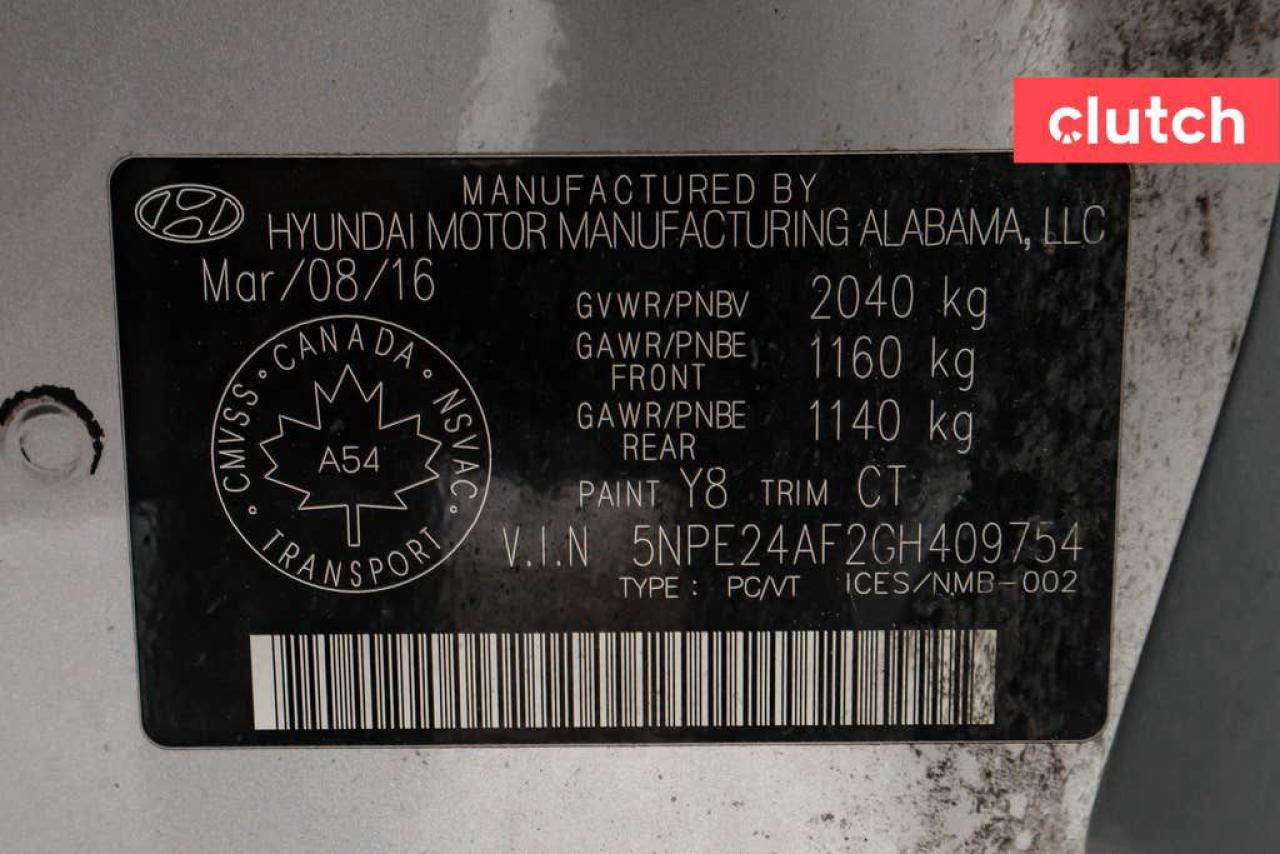 clutch
MANUFACTURED BY
HYUNDAI MOTOR MANUFACTURING ALABAMA, LLC
Mar/08/16
GVWR/PNBV 2040 kg
GAWR/PNBE 1160 kg
FRONT
GAWR/PNBE 1140 kg
REAR
PAINT Y8 TRIM CT
V.I.N 5NPE24AF2GH409754
TYPE : PC/VT ICES/NMB-002
CMVSS • CANADA • NSVAC •
TRANSPORT •
A54